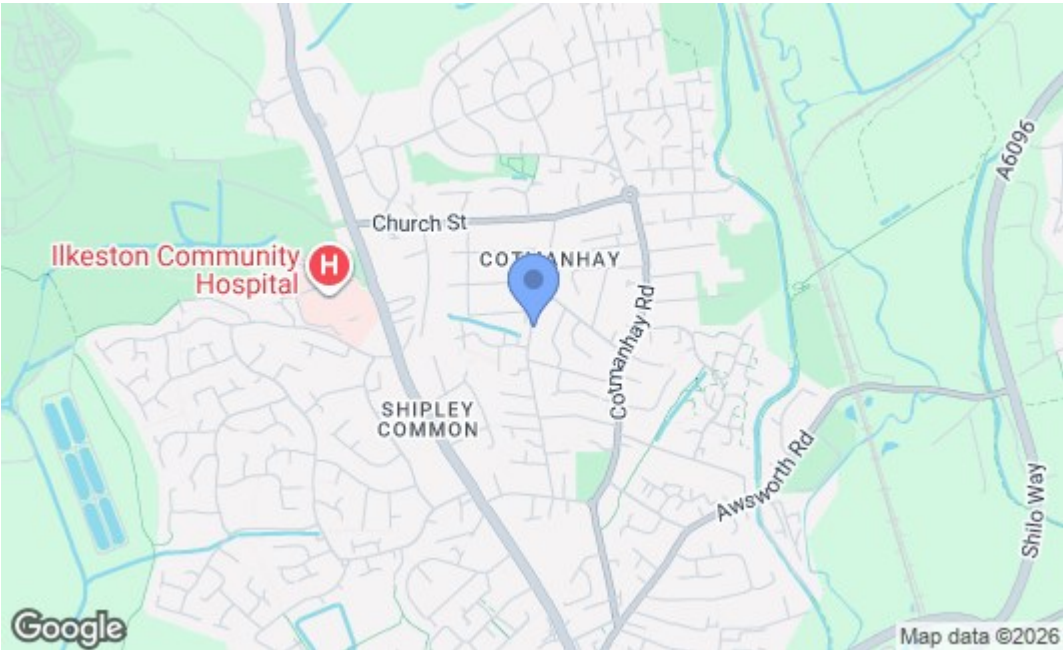 A6096
Church St
Ilkeston Community
Hospital
H
COTMANHAY
Cotmanhay Rd
SHIPLEY
COMMON
Awsworth Rd
Shilo Way
Google
Map data ©2026